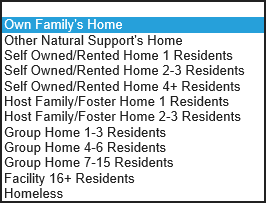 Own Family's Home
Other Natural Support's Home
Self Owned/Rented Home 1 Residents
Self Owned/Rented Home 2-3 Residents
Self Owned/Rented Home 4+ Residents
Host Family/Foster Home 1 Residents
Host Family/Foster Home 2-3 Residents
Group Home 1-3 Residents
Group Home 4-6 Residents
Group Home 7-15 Residents
Facility 16+ Residents
Homeless